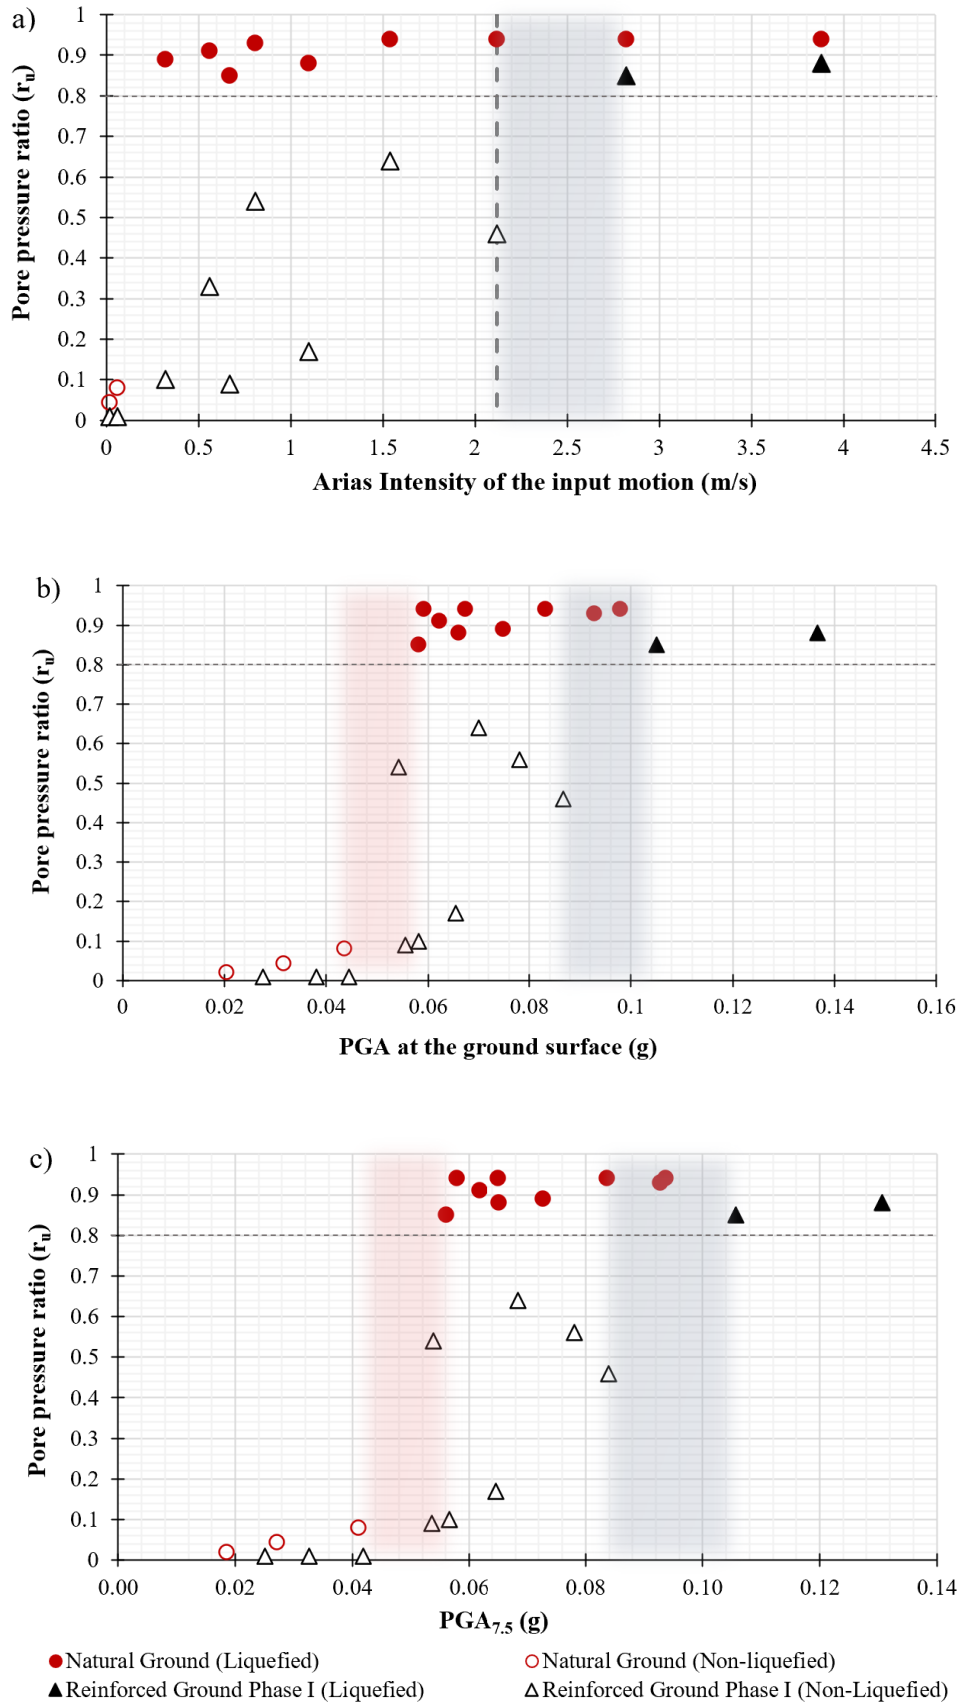 a)
1
0.9
0.8
0.7
0.6
0.5
0.4
0.3
0.2
0.1
0
Pore pressure ratio (ru)
0 0.5 1 1.5 2 2.5 3 3.5 4 4.5
Arias Intensity of the input motion (m/s)
b)
1
0.9
0.8
0.7
0.6
0.5
0.4
0.3
0.2
0.1
0
Pore pressure ratio (ru)
0 0.02 0.04 0.06 0.08 0.1 0.12 0.14 0.16
PGA at the ground surface (g)
c)
1
0.9
0.8
0.7
0.6
0.5
0.4
0.3
0.2
0.1
0
Pore pressure ratio (ru)
0.00 0.02 0.04 0.06 0.08 0.10 0.12 0.14
PGA7.5 (g)
Natural Ground (Liquefied) Natural Ground (Non-liquefied)
Reinforced Ground Phase I (Liquefied) Reinforced Ground Phase I (Non-Liquefied)